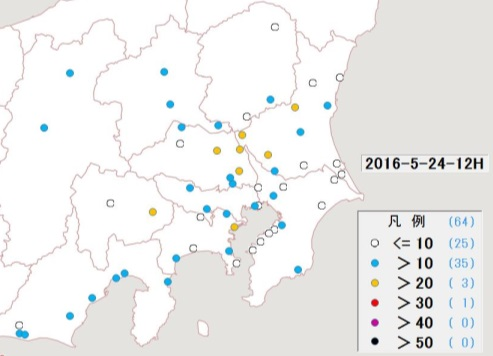 2016-5-24-12H
凡 例 (64)
<= 10 (25)
> 10 (35)
> 20 ( 3)
> 30 ( 1)
> 40 ( 0)
> 50 ( 0)